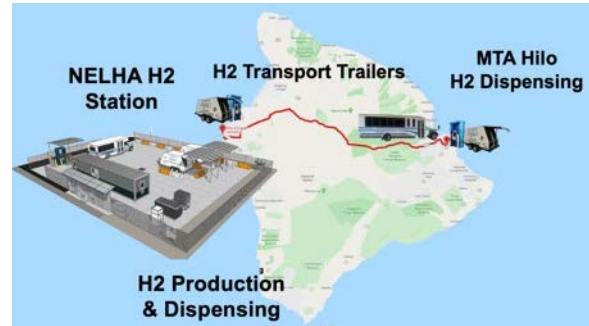 NELHA H2
Station
H2 Transport Trailers
MTA Hilo
H2 Dispensing
H2 Production
& Dispensing